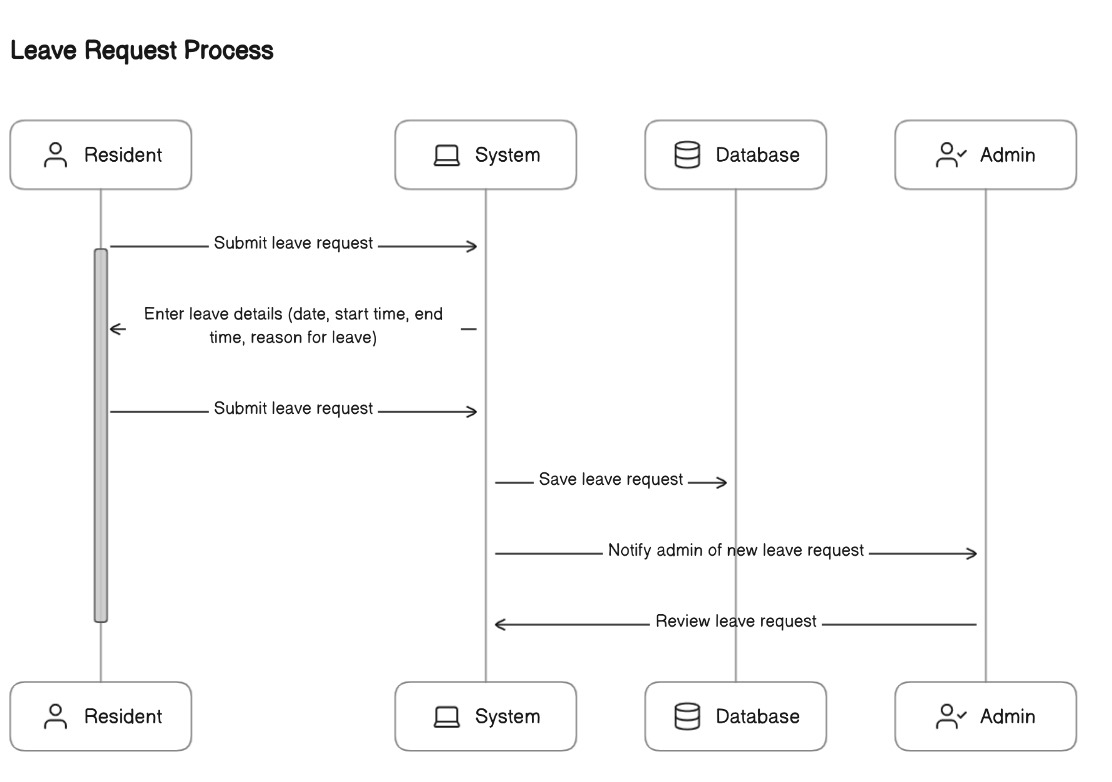 Leave Request Process
Resident
System
Database
Admin
Submit leave request
Enter leave details (date, start time, end
time, reason for leave)
Submit leave request
Save leave request
Notify admin of new leave request
Review leave request
Resident
System
Database
Admin